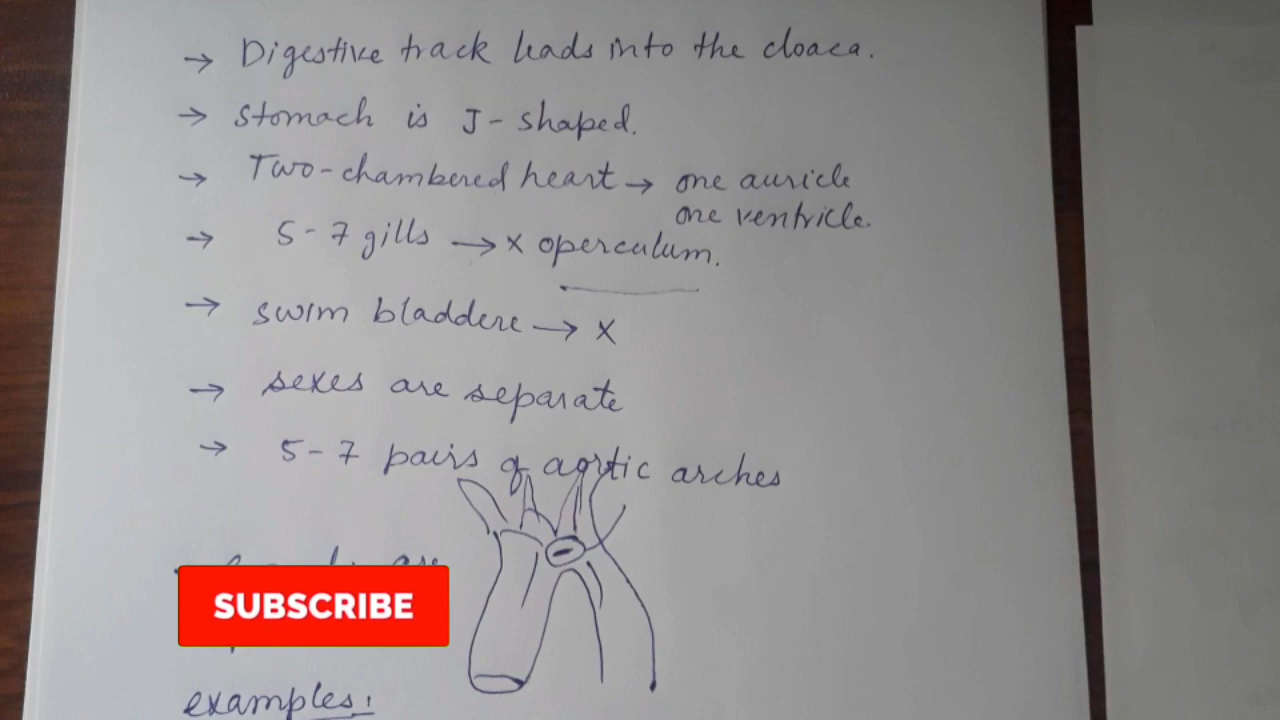 → Digestive track leads into the cloaca.
→ Stomach is J-shaped.
→ Two-chambered heart → one auricle
one ventricle.
→ 5-7 gills → x operculum.
→ swim bladdere → x
→ sexes are separate
→ 5-7 pairs of aortic arches
SUBSCRIBE
examples: